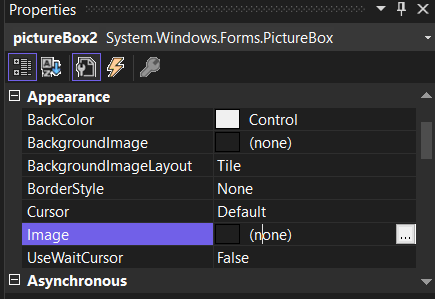 Properties
pictureBox2 System.Windows.Forms.PictureBox
Appearance
BackColor Control
BackgroundImage (none)
BackgroundImageLayout Tile
BorderStyle None
Cursor Default
Image (none) ...
UseWaitCursor False
Asynchronous